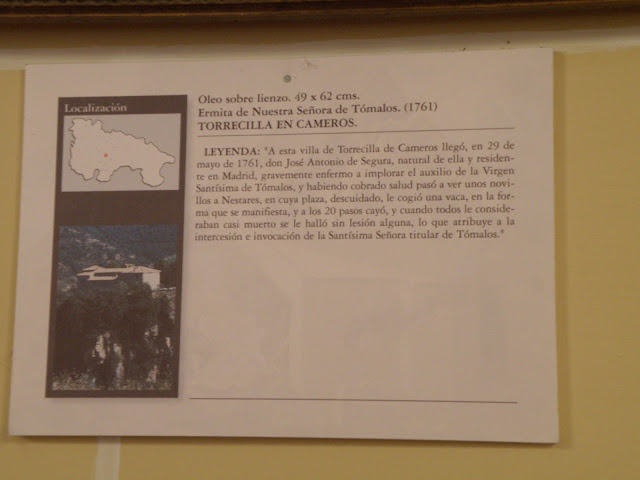 Localización
Oleo sobre lienzo. 49 x 62 cms.
Ermita de Nuestra Señora de Tómalos. (1761)
TORRECILLA EN CAMEROS.
LEYENDA: "A esta villa de Torrecilla de Cameros llegó, en 29 de
mayo de 1761, don José Antonio de Segura, natural de ella y residen-
te en Madrid, gravemente enfermo a implorar el auxilio de la Virgen
Santísima de Tómalos, y habiendo cobrado salud pasó a ver unos novi-
llos a Nestares, en cuya plaza, descuidado, le cogió una vaca, en la for-
ma que se manifiesta, y a los 20 pasos cayó, y cuando todos le conside-
raban casi muerto se le halló sin lesión alguna, lo que atribuye a la
intercesión e invocación de la Santísima Señora titular de Tómalos."